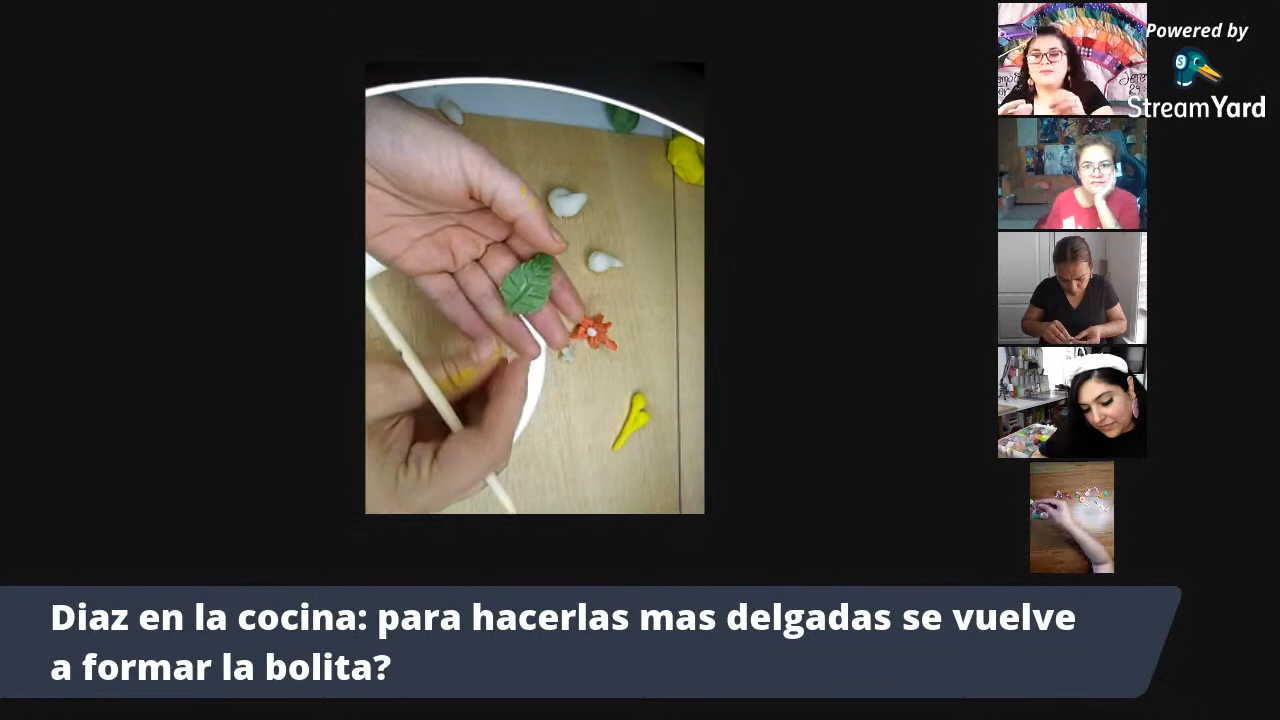 Powered by
StreamYard
Diaz en la cocina: para hacerlas mas delgadas se vuelve
a formar la bolita?